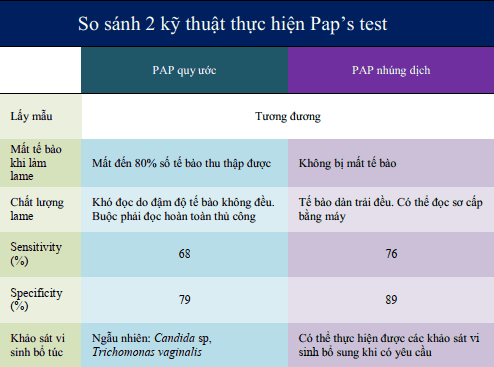 So sánh 2 kỹ thuật thực hiện Pap's test
PAP quy ước
PAP nhúng dịch
Lấy mẫu
Tương đương
Mất tế bào
khi làm
lame
Mất đến 80% số tế bào thu thập được
Không bị mất tế bào
Chất lượng
lame
Khó đọc do đậm độ tế bào không đều.
Buộc phải đọc hoàn toàn thủ công
Tế bào dàn trải đều. Có thể đọc sơ cấp
bằng máy
Sensitivity
(%)
68
76
Specificity
(%)
79
89
Khảo sát vi
sinh bổ túc
Ngẫu nhiên: Candida sp,
Trichomonas vaginalis
Có thể thực hiện được các khảo sát vi
sinh bổ sung khi có yêu cầu